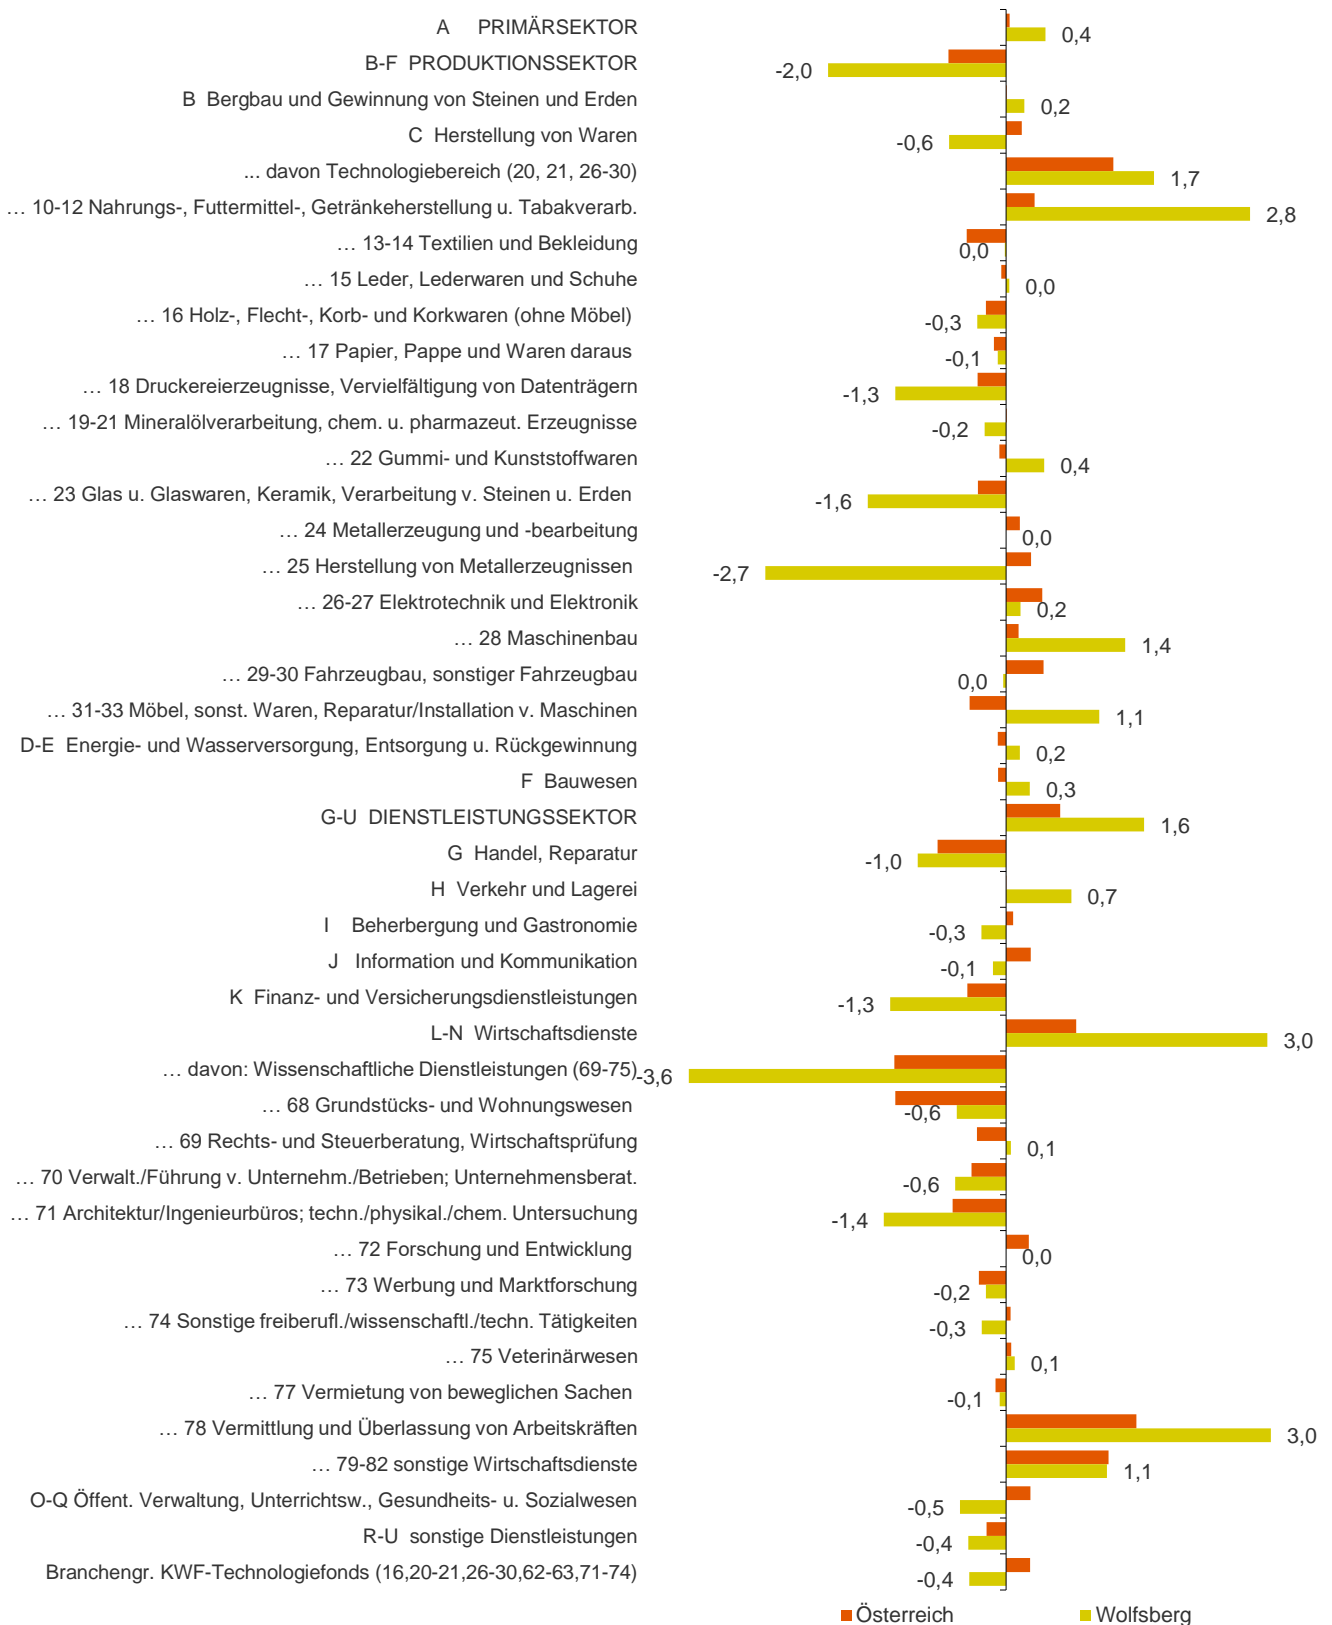 A PRIMÄRSEKTOR 0,4
B-F PRODUKTIONSSEKTOR -2,0
B Bergbau und Gewinnung von Steinen und Erden 0,2
C Herstellung von Waren -0,6
... davon Technologiebereich (20, 21, 26-30) 1,7
… 10-12 Nahrungs-, Futtermittel-, Getränkeherstellung u. Tabakverarb. 2,8
… 13-14 Textilien und Bekleidung 0,0
… 15 Leder, Lederwaren und Schuhe 0,0
… 16 Holz-, Flecht-, Korb- und Korkwaren (ohne Möbel) -0,3
… 17 Papier, Pappe und Waren daraus -0,1
… 18 Druckereierzeugnisse, Vervielfältigung von Datenträgern -1,3
… 19-21 Mineralölverarbeitung, chem. u. pharmazeut. Erzeugnisse -0,2
… 22 Gummi- und Kunststoffwaren 0,4
… 23 Glas u. Glaswaren, Keramik, Verarbeitung v. Steinen u. Erden -1,6
… 24 Metallerzeugung und -bearbeitung 0,0
… 25 Herstellung von Metallerzeugnissen -2,7
… 26-27 Elektrotechnik und Elektronik 0,2
… 28 Maschinenbau 1,4
… 29-30 Fahrzeugbau, sonstiger Fahrzeugbau 0,0
… 31-33 Möbel, sonst. Waren, Reparatur/Installation v. Maschinen 1,1
D-E Energie- und Wasserversorgung, Entsorgung u. Rückgewinnung 0,2
F Bauwesen 0,3
G-U DIENSTLEISTUNGSSEKTOR 1,6
G Handel, Reparatur -1,0
H Verkehr und Lagerei 0,7
I Beherbergung und Gastronomie -0,3
J Information und Kommunikation -0,1
K Finanz- und Versicherungsdienstleistungen -1,3
L-N Wirtschaftsdienste 3,0
… davon: Wissenschaftliche Dienstleistungen (69-75) -3,6
… 68 Grundstücks- und Wohnungswesen -0,6
… 69 Rechts- und Steuerberatung, Wirtschaftsprüfung 0,1
… 70 Verwalt./Führung v. Unternehm./Betrieben; Unternehmensberat. -0,6
… 71 Architektur/Ingenieurbüros; techn./physikal./chem. Untersuchung -1,4
… 72 Forschung und Entwicklung 0,0
… 73 Werbung und Marktforschung -0,2
… 74 Sonstige freiberufl./wissenschaftl./techn. Tätigkeiten -0,3
… 75 Veterinärwesen 0,1
… 77 Vermietung von beweglichen Sachen -0,1
… 78 Vermittlung und Überlassung von Arbeitskräften 3,0
… 79-82 sonstige Wirtschaftsdienste 1,1
O-Q Öffent. Verwaltung, Unterrichtsw., Gesundheits- u. Sozialwesen -0,5
R-U sonstige Dienstleistungen -0,4
Branchengr. KWF-Technologiefonds (16,20-21,26-30,62-63,71-74) -0,4
Österreich Wolfsberg